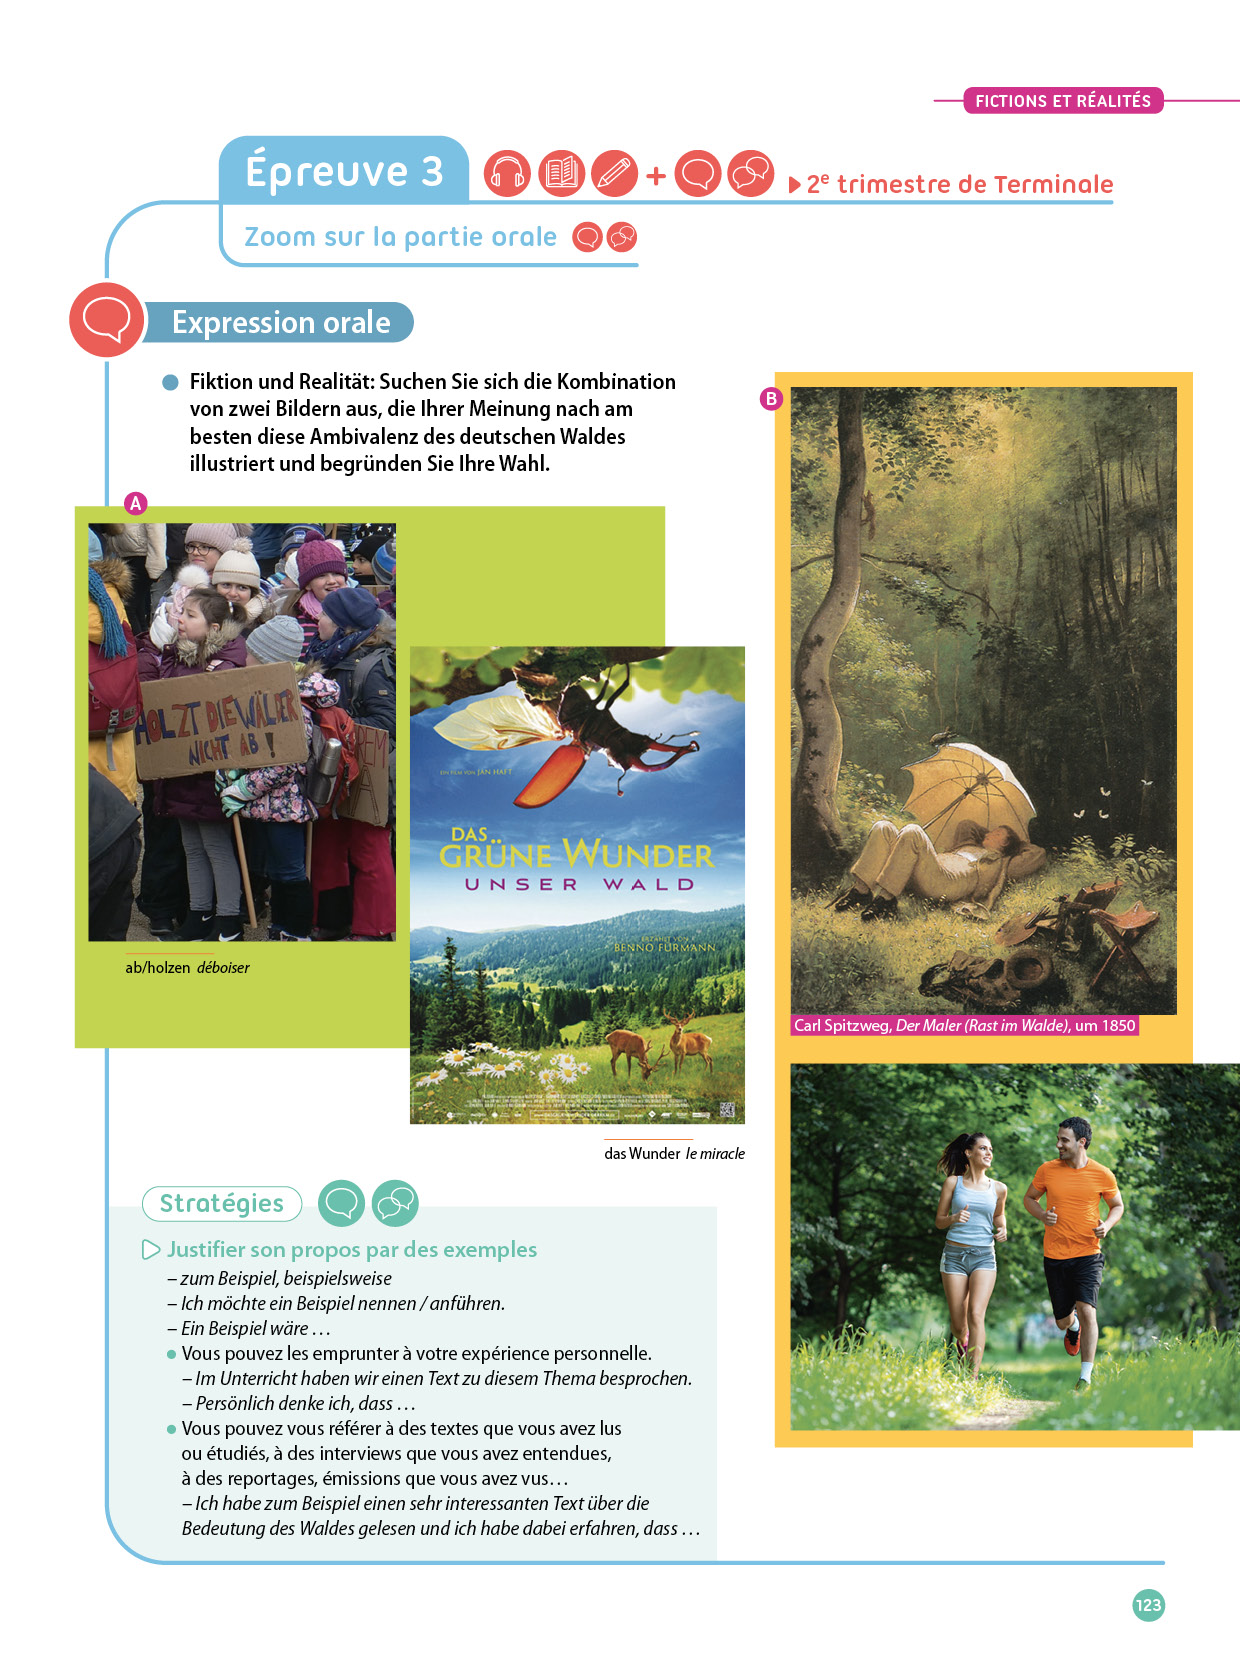 FICTIONS ET RÉALITÉS
Épreuve 3
+
2e trimestre de Terminale
Zoom sur la partie orale
Expression orale
Fiktion und Realität: Suchen Sie sich die Kombination
von zwei Bildern aus, die Ihrer Meinung nach am
besten diese Ambivalenz des deutschen Waldes
illustriert und begründen Sie Ihre Wahl.
A
HOLZT DIE WÄLDER
NICHT AB!
ab/holzen déboiser
EIN FILM VON JAN HAFT
DAS
GRÜNE WUNDER
UNSER WALD
ERZÄHLT VON
BENNO FÜRMANN
das Wunder le miracle
B
Carl Spitzweg, Der Maler (Rast im Walde), um 1850
Stratégies
Justifier son propos par des exemples
– zum Beispiel, beispielsweise
– Ich möchte ein Beispiel nennen / anführen.
– Ein Beispiel wäre …
Vous pouvez les emprunter à votre expérience personnelle.
– Im Unterricht haben wir einen Text zu diesem Thema besprochen.
– Persönlich denke ich, dass …
Vous pouvez vous référer à des textes que vous avez lus
ou étudiés, à des interviews que vous avez entendues,
à des reportages, émissions que vous avez vus…
– Ich habe zum Beispiel einen sehr interessanten Text über die
Bedeutung des Waldes gelesen und ich habe dabei erfahren, dass …
123